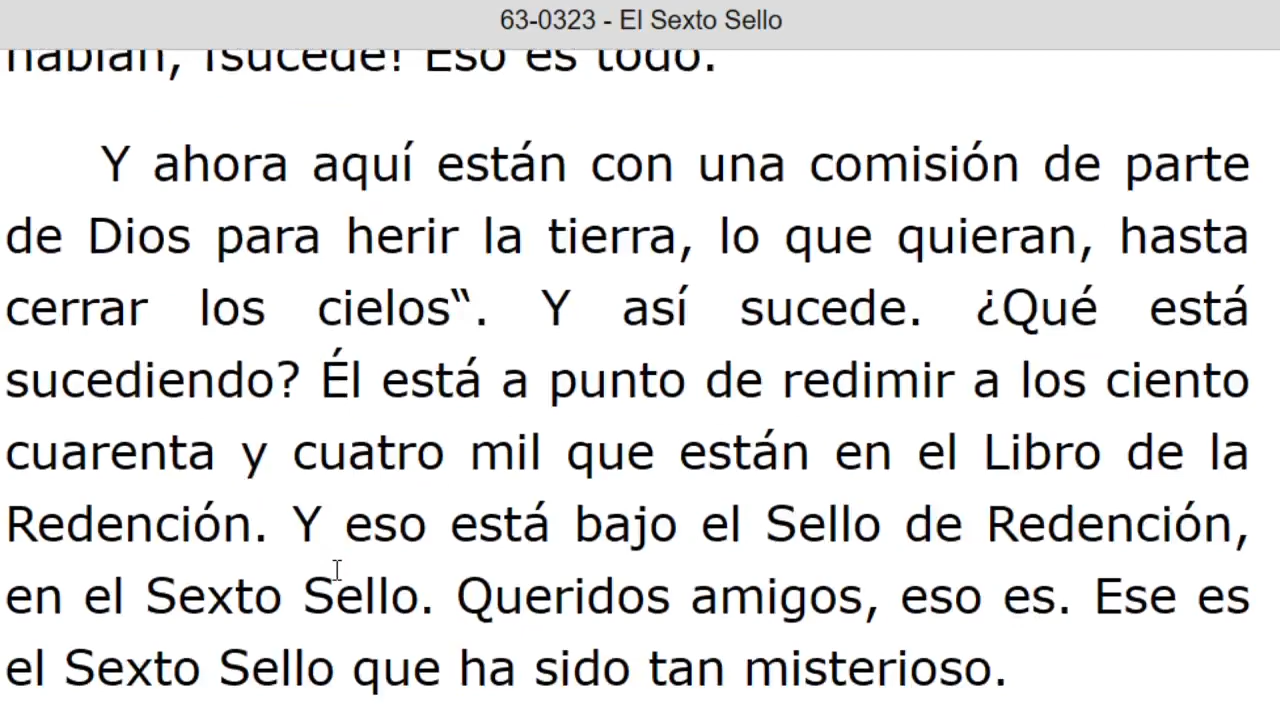 63-0323 - El Sexto Sello
hablan, ¡sucede! Eso es todo.
Y ahora aquí están con una comisión de parte
de Dios para herir la tierra, lo que quieran, hasta
cerrar los cielos‟. Y así sucede. ¿Qué está
sucediendo? Él está a punto de redimir a los ciento
cuarenta y cuatro mil que están en el Libro de la
Redención. Y eso está bajo el Sello de Redención,
en el Sexto Sello. Queridos amigos, eso es. Ese es
el Sexto Sello que ha sido tan misterioso.